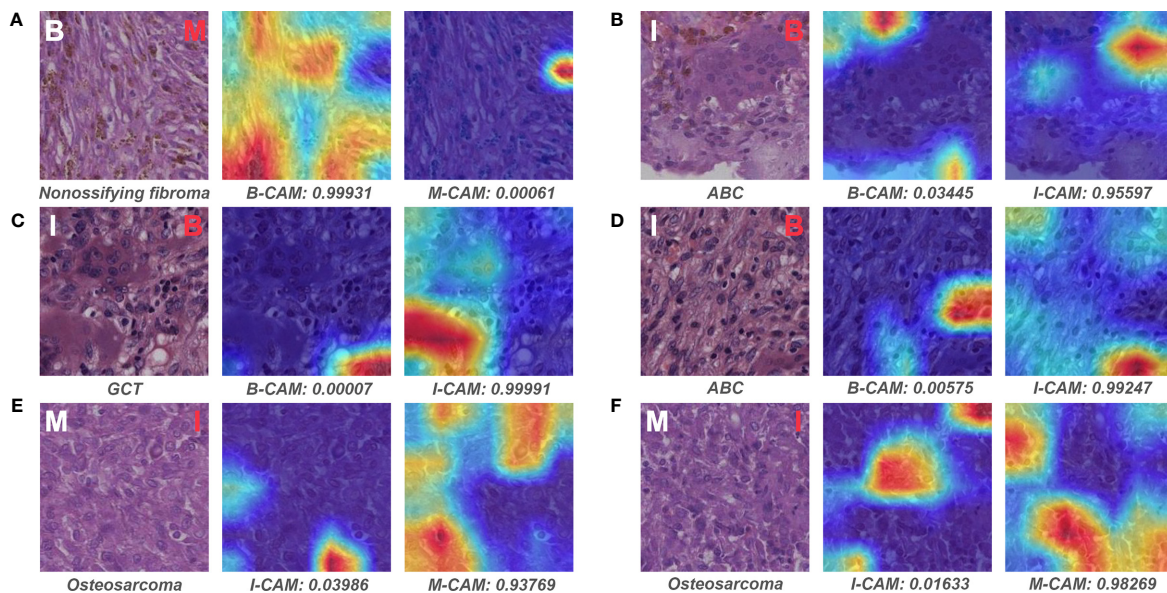 A B M
B I B
Nonossifying fibroma B-CAM: 0.99931 M-CAM: 0.00061
ABC B-CAM: 0.03445 I-CAM: 0.95597
C I B
D I B
GCT B-CAM: 0.00007 I-CAM: 0.99991
ABC B-CAM: 0.00575 I-CAM: 0.99247
E M I
F M I
Osteosarcoma I-CAM: 0.03986 M-CAM: 0.93769
Osteosarcoma I-CAM: 0.01633 M-CAM: 0.98269